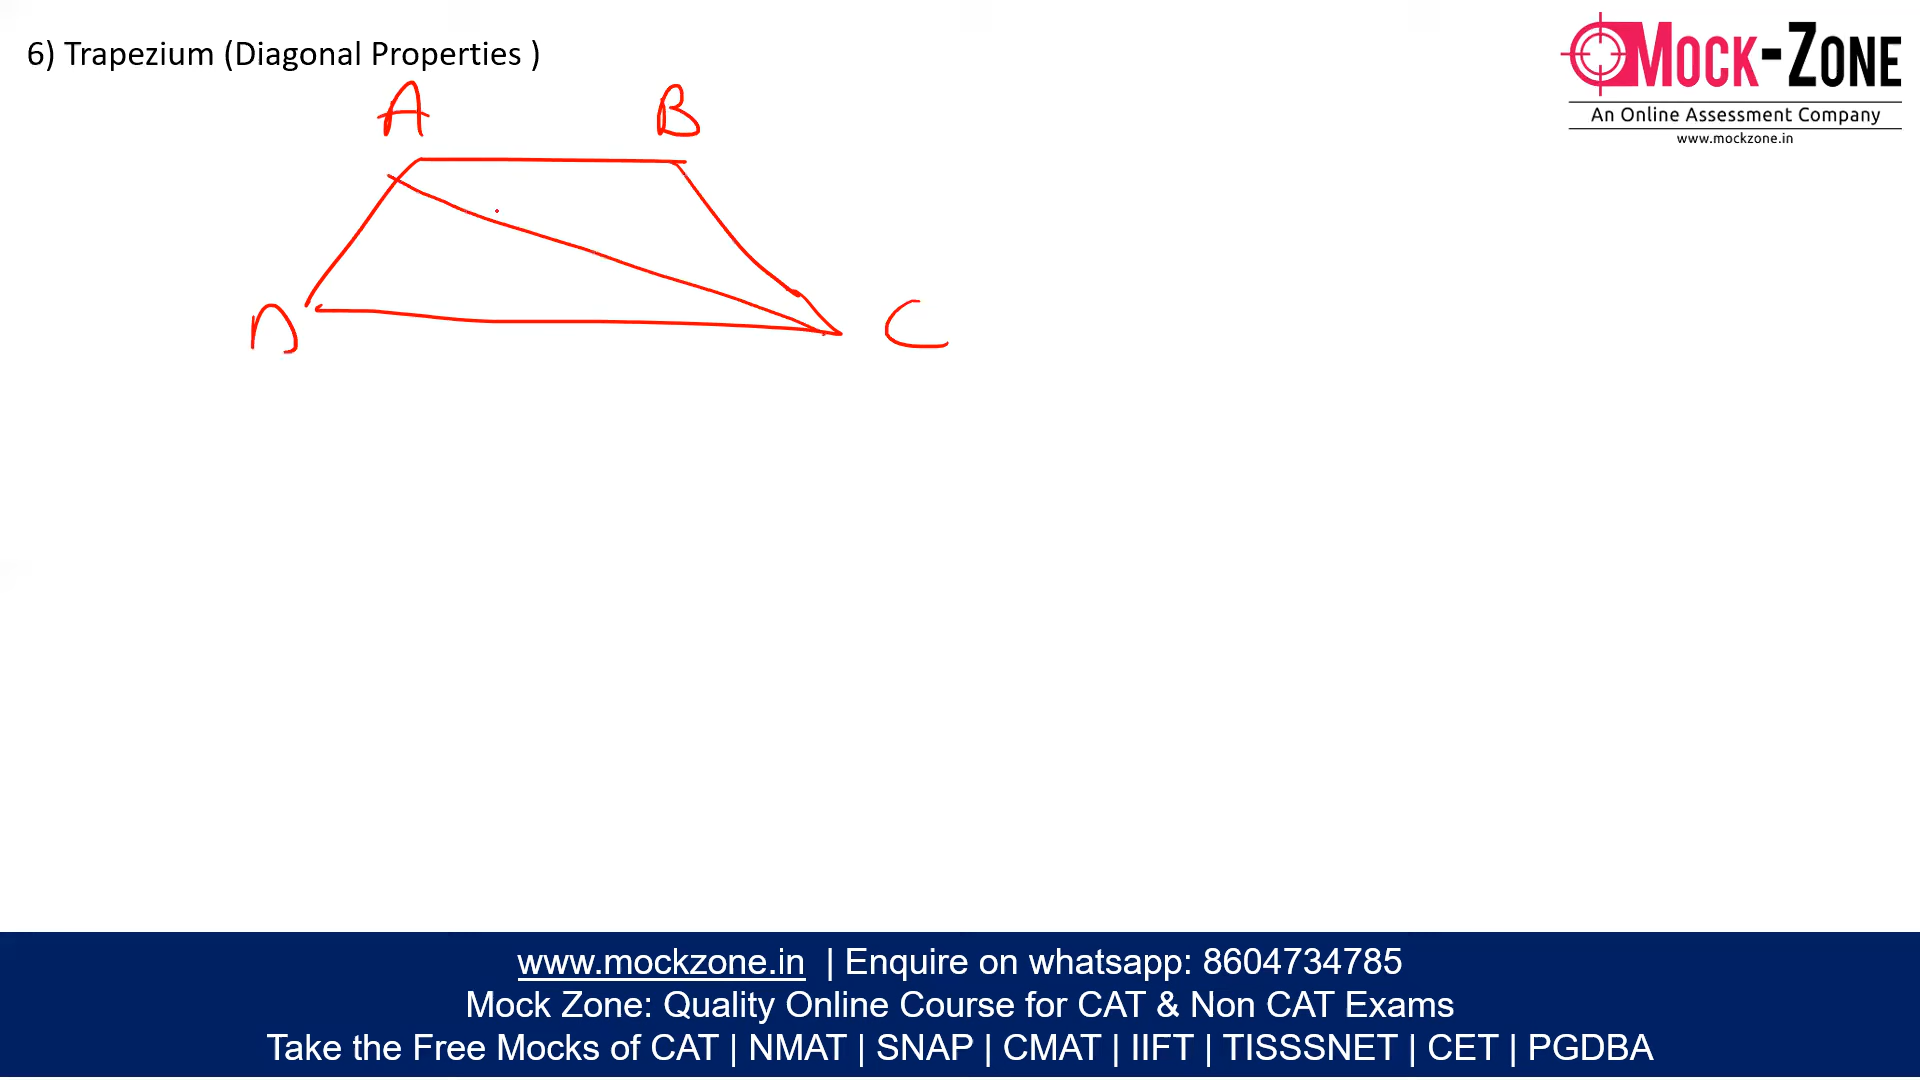 6) Trapezium (Diagonal Properties )
MOCK-ZONE
An Online Assessment Company
www.mockzone.in
A
B
D
C
www.mockzone.in | Enquire on whatsapp: 8604734785
Mock Zone: Quality Online Course for CAT & Non CAT Exams
Take the Free Mocks of CAT | NMAT | SNAP | CMAT | IIFT | TISSSNET | CET | PGDBA